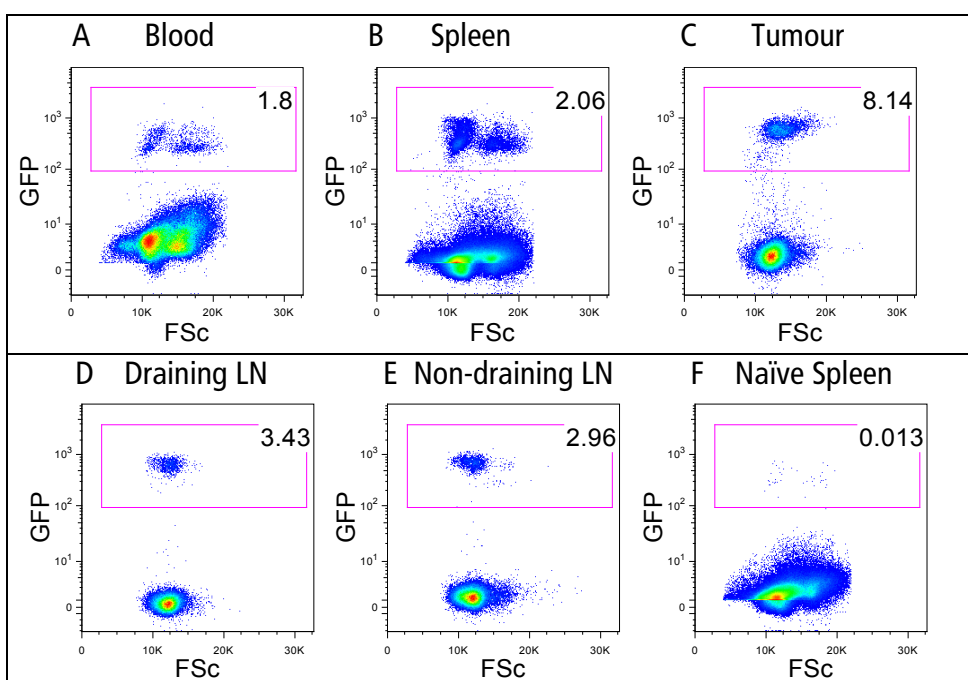 A Blood
B Spleen
C Tumour
1.8
2.06
8.14
GFP
10³
10²
10¹
0
0 10K 20K 30K
FSc
GFP
10³
10²
10¹
0
0 10K 20K 30K
FSc
GFP
10³
10²
10¹
0
0 10K 20K 30K
FSc
D Draining LN
E Non-draining LN
F Naïve Spleen
3.43
2.96
0.013
GFP
10³
10²
10¹
0
0 10K 20K 30K
FSc
GFP
10³
10²
10¹
0
0 10K 20K 30K
FSc
GFP
10³
10²
10¹
0
0 10K 20K 30K
FSc